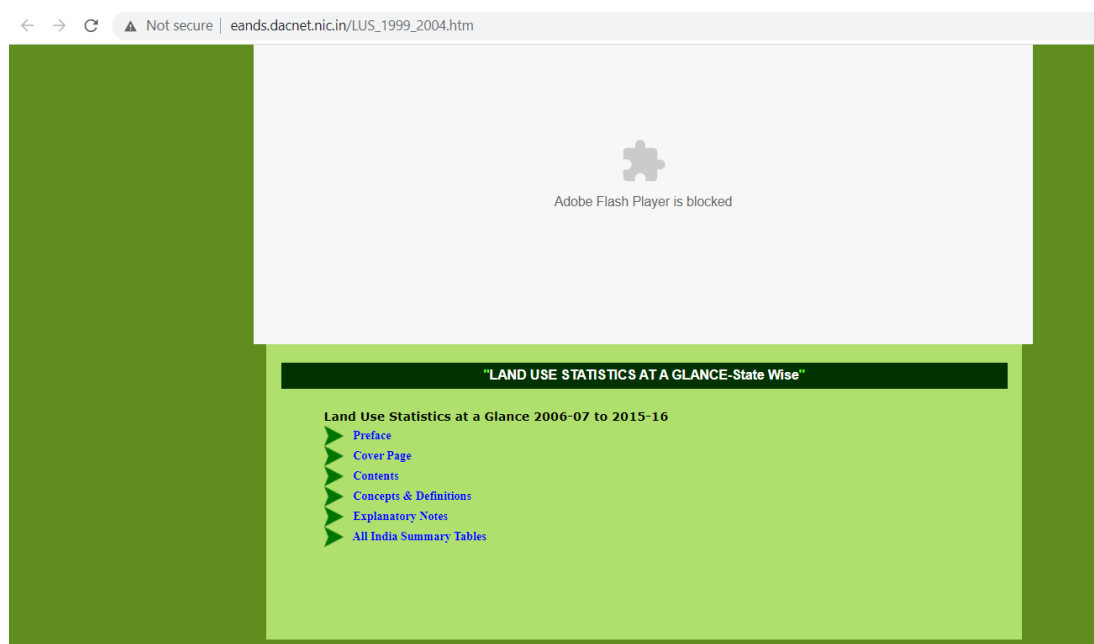 Not secure | eands.dacnet.nic.in/LUS_1999_2004.htm
Adobe Flash Player is blocked
"LAND USE STATISTICS AT A GLANCE-State Wise"
Land Use Statistics at a Glance 2006-07 to 2015-16
Preface
Cover Page
Contents
Concepts & Definitions
Explanatory Notes
All India Summary Tables